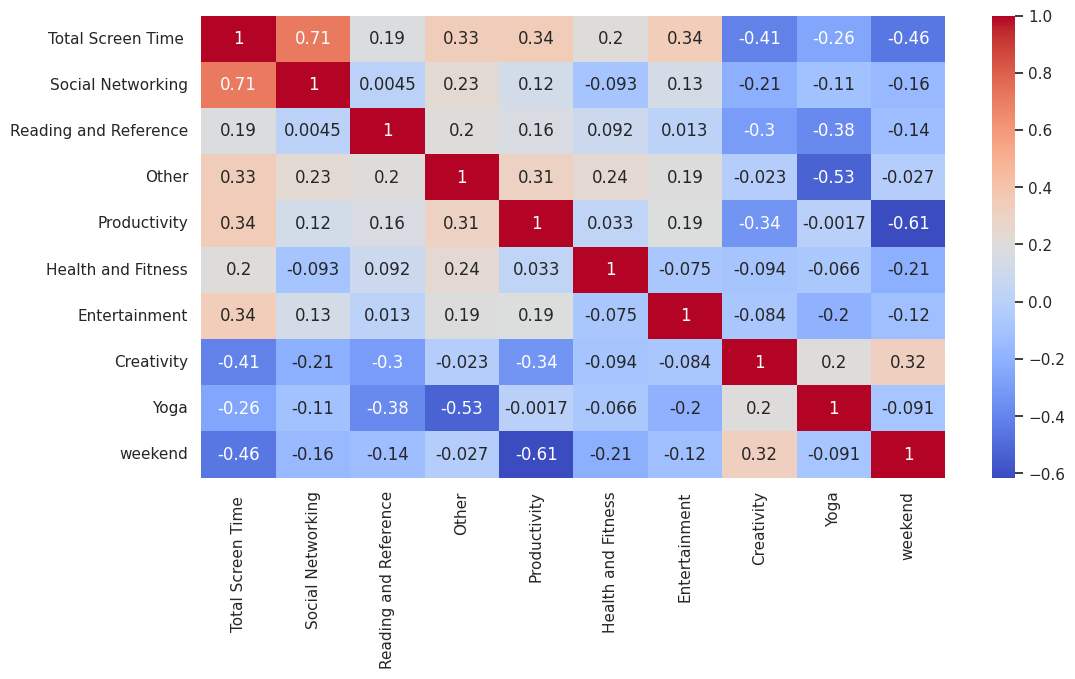 Total Screen Time 1 0.71 0.19 0.33 0.34 0.2 0.34 -0.41 -0.26 -0.46
Social Networking 0.71 1 0.0045 0.23 0.12 -0.093 0.13 -0.21 -0.11 -0.16
Reading and Reference 0.19 0.0045 1 0.2 0.16 0.092 0.013 -0.3 -0.38 -0.14
Other 0.33 0.23 0.2 1 0.31 0.24 0.19 -0.023 -0.53 -0.027
Productivity 0.34 0.12 0.16 0.31 1 0.033 0.19 -0.34 -0.0017 -0.61
Health and Fitness 0.2 -0.093 0.092 0.24 0.033 1 -0.075 -0.094 -0.066 -0.21
Entertainment 0.34 0.13 0.013 0.19 0.19 -0.075 1 -0.084 -0.2 -0.12
Creativity -0.41 -0.21 -0.3 -0.023 -0.34 -0.094 -0.084 1 0.2 0.32
Yoga -0.26 -0.11 -0.38 -0.53 -0.0017 -0.066 -0.2 0.2 1 -0.091
weekend -0.46 -0.16 -0.14 -0.027 -0.61 -0.21 -0.12 0.32 -0.091 1
Total Screen Time
Social Networking
Reading and Reference
Other
Productivity
Health and Fitness
Entertainment
Creativity
Yoga
weekend
1.0
0.8
0.6
0.4
0.2
0.0
−0.2
−0.4
−0.6